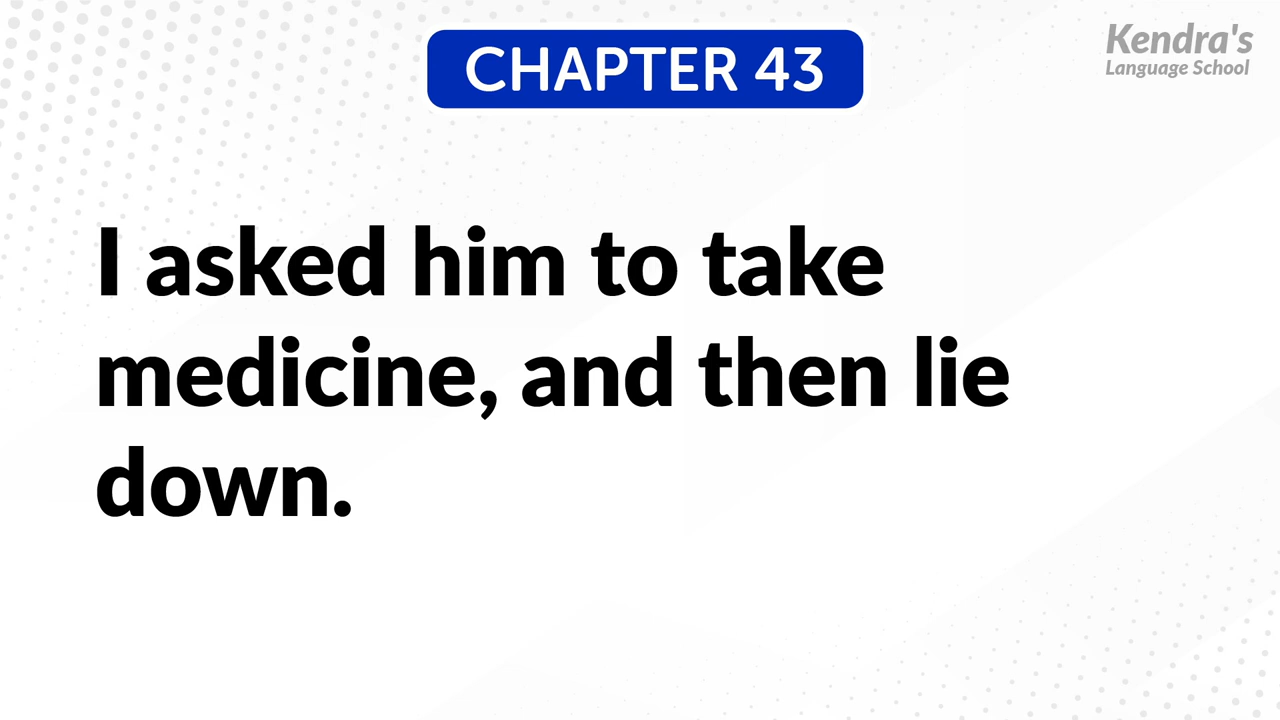 CHAPTER 43
Kendra's
Language School
I asked him to take
medicine, and then lie
down.